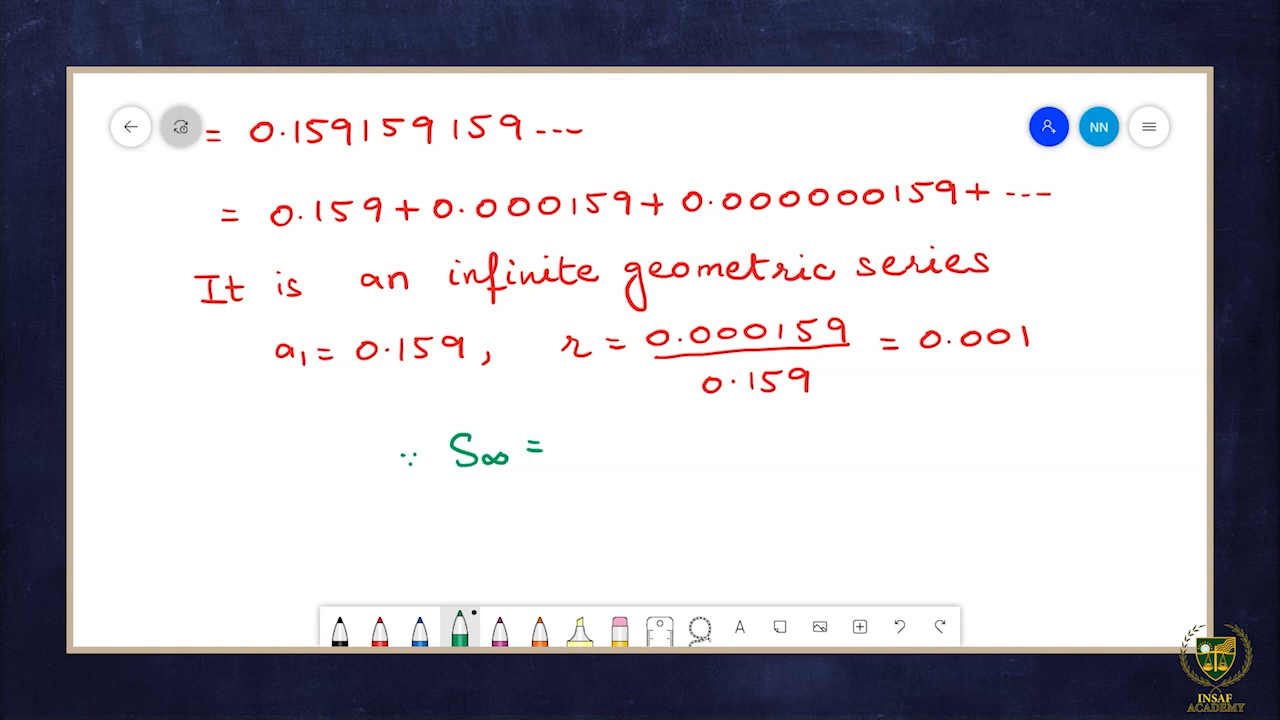 = 0.159159159...
NN
= 0.159 + 0.000159 + 0.000000159 + ...
It is an infinite geometric series
a₁ = 0.159, r = 0.000159 / 0.159 = 0.001
∵ S∞ =
A
INSAF
ACADEMY